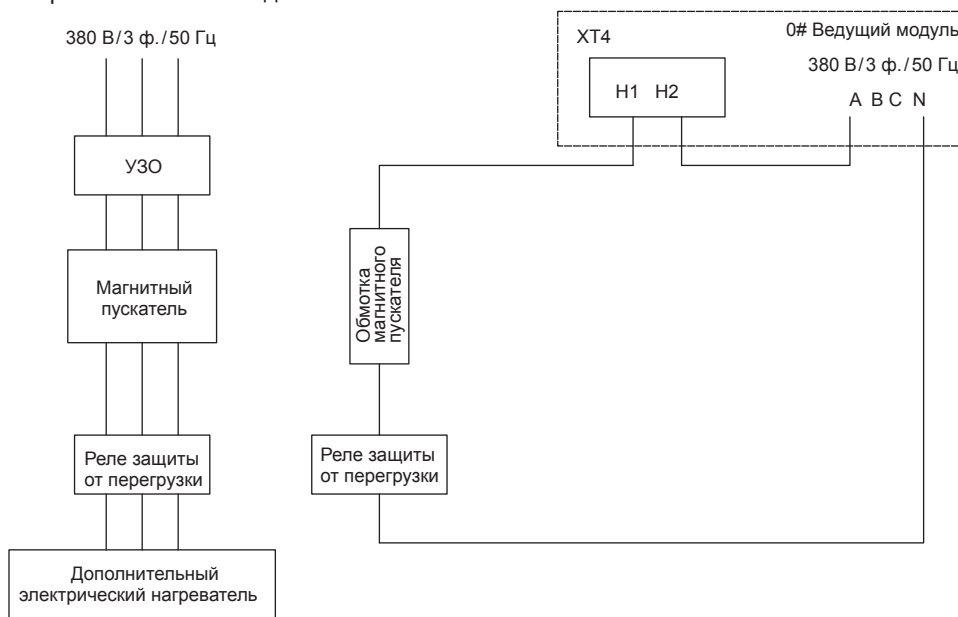 380 В/3 ф./50 Гц
УЗО
Магнитный
пускатель
Реле защиты
от перегрузки
Дополнительный
электрический нагреватель
XT4
0# Ведущий модуль
380 В/3 ф./50 Гц
H1 H2
A B C N
Обмотка
магнитного
пускателя
Реле защиты
от перегрузки